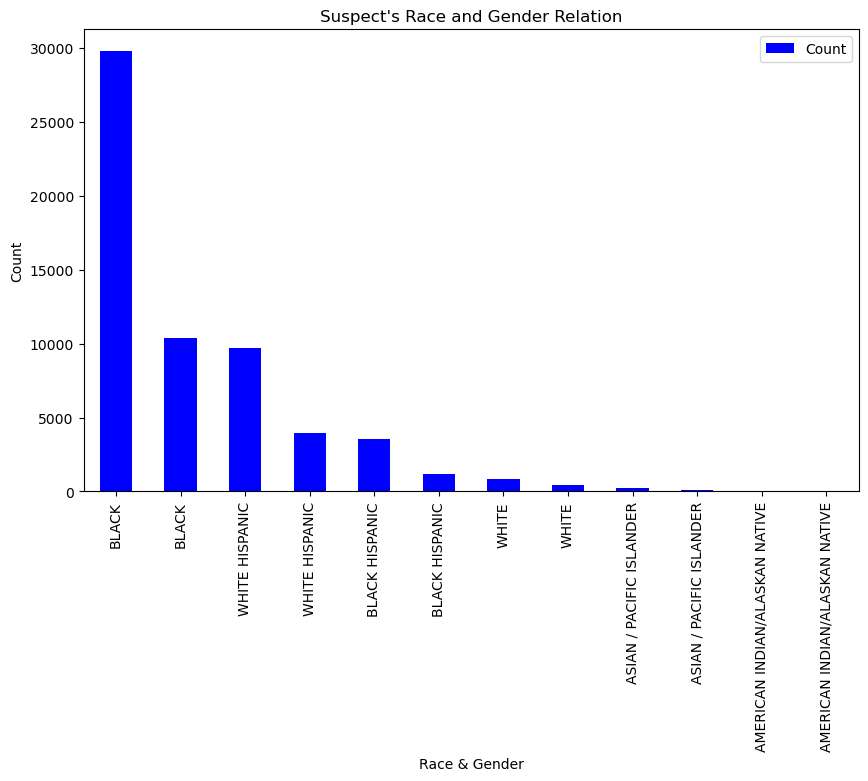 Suspect's Race and Gender Relation
Count
30000
25000
20000
15000
10000
5000
0
Count
BLACK
BLACK
WHITE HISPANIC
WHITE HISPANIC
BLACK HISPANIC
BLACK HISPANIC
WHITE
WHITE
ASIAN / PACIFIC ISLANDER
ASIAN / PACIFIC ISLANDER
AMERICAN INDIAN/ALASKAN NATIVE
AMERICAN INDIAN/ALASKAN NATIVE
Race & Gender